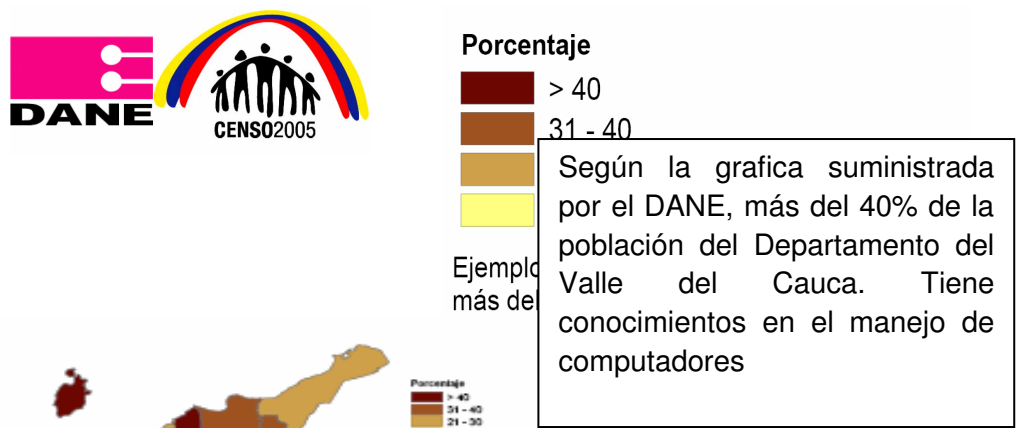 DANE
CENSO2005
Porcentaje
> 40
31 - 40
Ejemplo
más del
Según la grafica suministrada
por el DANE, más del 40% de la
población del Departamento del
Valle del Cauca. Tiene
conocimientos en el manejo de
computadores
Porcentaje
> 40
31 - 40
21 - 30